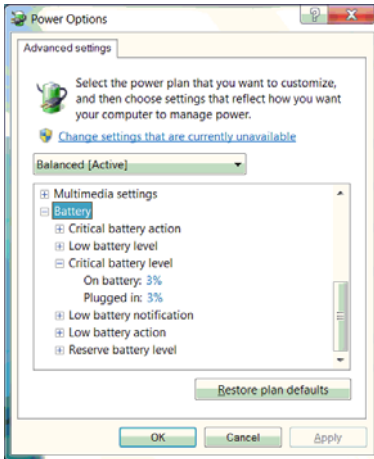 Power Options
Advanced settings
Select the power plan that you want to customize,
and then choose settings that reflect how you want
your computer to manage power.
Change settings that are currently unavailable
Balanced [Active]
Multimedia settings
Battery
Critical battery action
Low battery level
Critical battery level
On battery: 3%
Plugged in: 3%
Low battery notification
Low battery action
Reserve battery level
Restore plan defaults
OK Cancel Apply